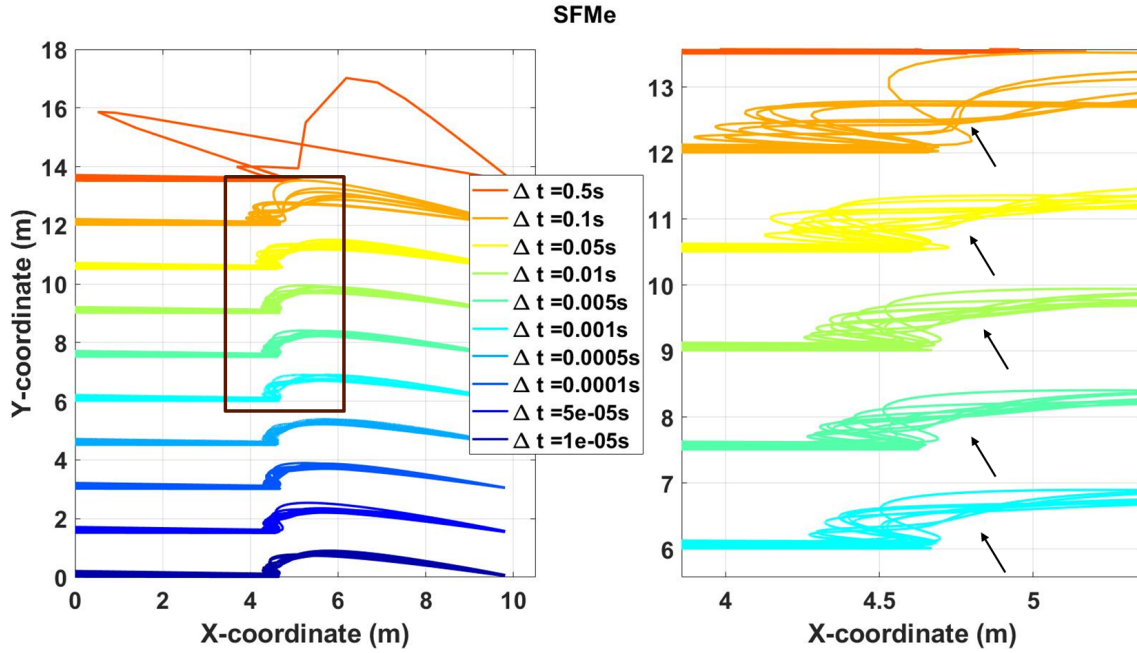 SFMe
18
16
14
12
10
8
6
4
2
0
0 2 4 6 8 10
Y-coordinate (m)
X-coordinate (m)
Δ t =0.5s
Δ t =0.1s
Δ t =0.05s
Δ t =0.01s
Δ t =0.005s
Δ t =0.001s
Δ t =0.0005s
Δ t =0.0001s
Δ t =5e-05s
Δ t =1e-05s
13
12
11
10
9
8
7
6
4 4.5 5
X-coordinate (m)